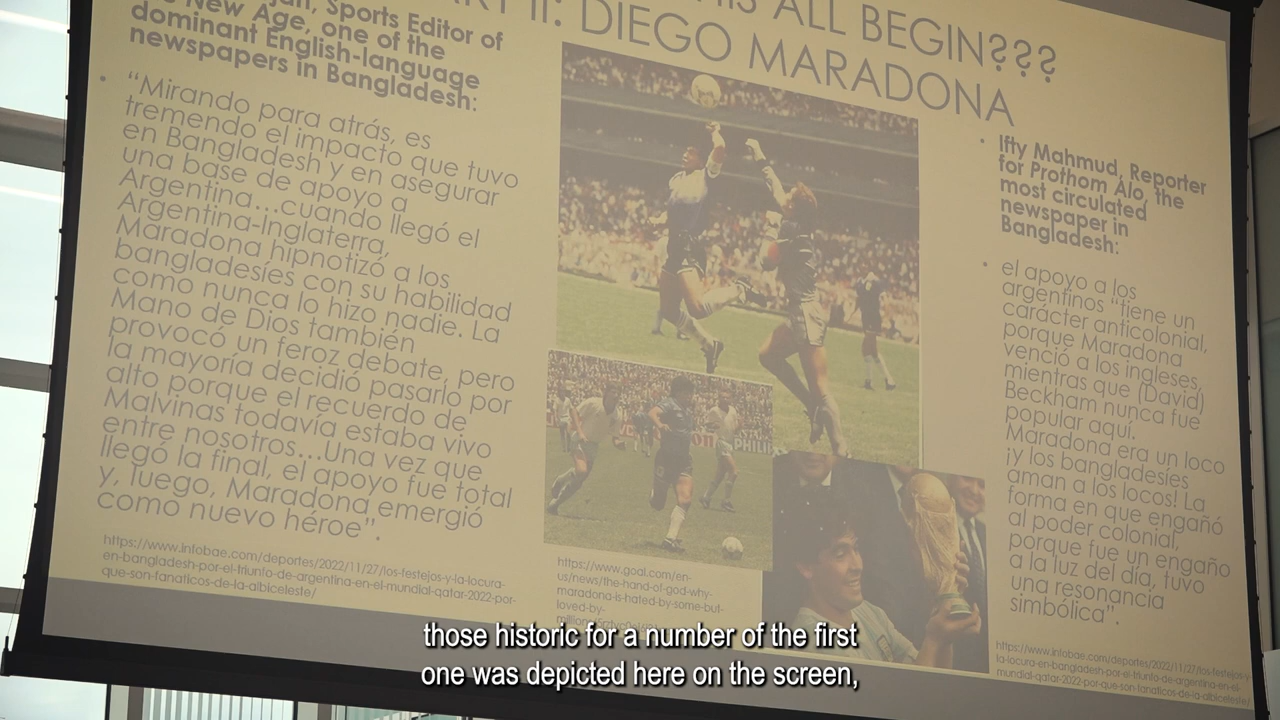 HIS ALL BEGIN???
II: DIEGO MARADONA
Sports Editor of
New Age, one of the
dominant English-language
newspapers in Bangladesh:
• “Mirando para atrás, es
tremendo el impacto que tuvo
en Bangladesh y en asegurar
una base de apoyo a
Argentina...cuando llegó el
Argentina-Inglaterra,
Maradona hipnotizó a los
bangladesíes con su habilidad
como nunca lo hizo nadie. La
Mano de Dios también
provocó un feroz debate, pero
la mayoría decidió pasarlo por
alto porque el recuerdo de
Malvinas todavía estaba vivo
entre nosotros...Una vez que
llegó la final, el apoyo fue total
y, luego, Maradona emergió
como nuevo héroe”.
https://www.infobae.com/deportes/2022/11/27/los-festejos-y-la-locura-
en-bangladesh-por-el-triunfo-de-argentina-en-el-mundial-qatar-2022-por-
que-son-fanaticos-de-la-albiceleste/
PHILIPS
https://www.goal.com/en-
us/news/the-hand-of-god-why-
maradona-is-hated-by-some-but-
loved-by-
• Ifty Mahmud, Reporter
for Prothom Alo, the
most circulated
newspaper in
Bangladesh:
• el apoyo a los
argentinos “tiene un
carácter anticolonial,
porque Maradona
venció a los ingleses,
mientras que (David)
Beckham nunca fue
popular aquí.
Maradona era un loco
¡y los bangladesíes
aman a los locos! La
forma en que engañó
al poder colonial,
porque fue un engaño
a la luz del día, tuvo
una resonancia
simbólica”.
https://www.infobae.com/deportes/2022/11/27/los-festejos-y-
la-locura-en-bangladesh-por-el-triunfo-de-argentina-en-el-
mundial-qatar-2022-por-que-son-fanaticos-de-la-albiceleste/
those historic for a number of the first
one was depicted here on the screen,